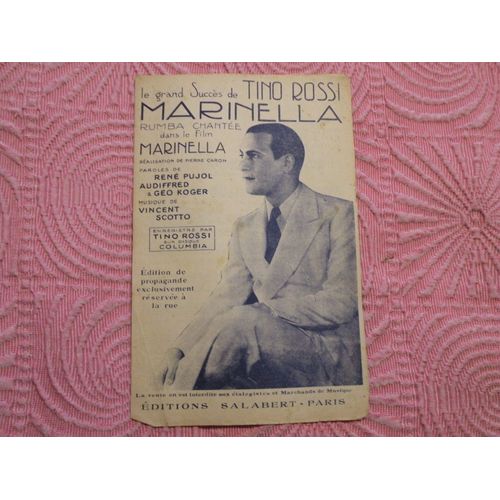 le grand Succès de TINO ROSSI
MARINELLA
RUMBA CHANTÉE
dans le Film
MARINELLA
RÉALISATION DE PIERRE CARON
PAROLES DE
RENÉ PUJOL
AUDIFFRED
& GÉO KOGER
MUSIQUE DE
VINCENT
SCOTTO
ENREGISTRÉ PAR
TINO ROSSI
SUR DISQUE
COLUMBIA
Édition de
propagande
exclusivement
réservée à
la rue
La vente en est interdite aux étalagistes et Marchands de Musique
ÉDITIONS SALABERT - PARIS